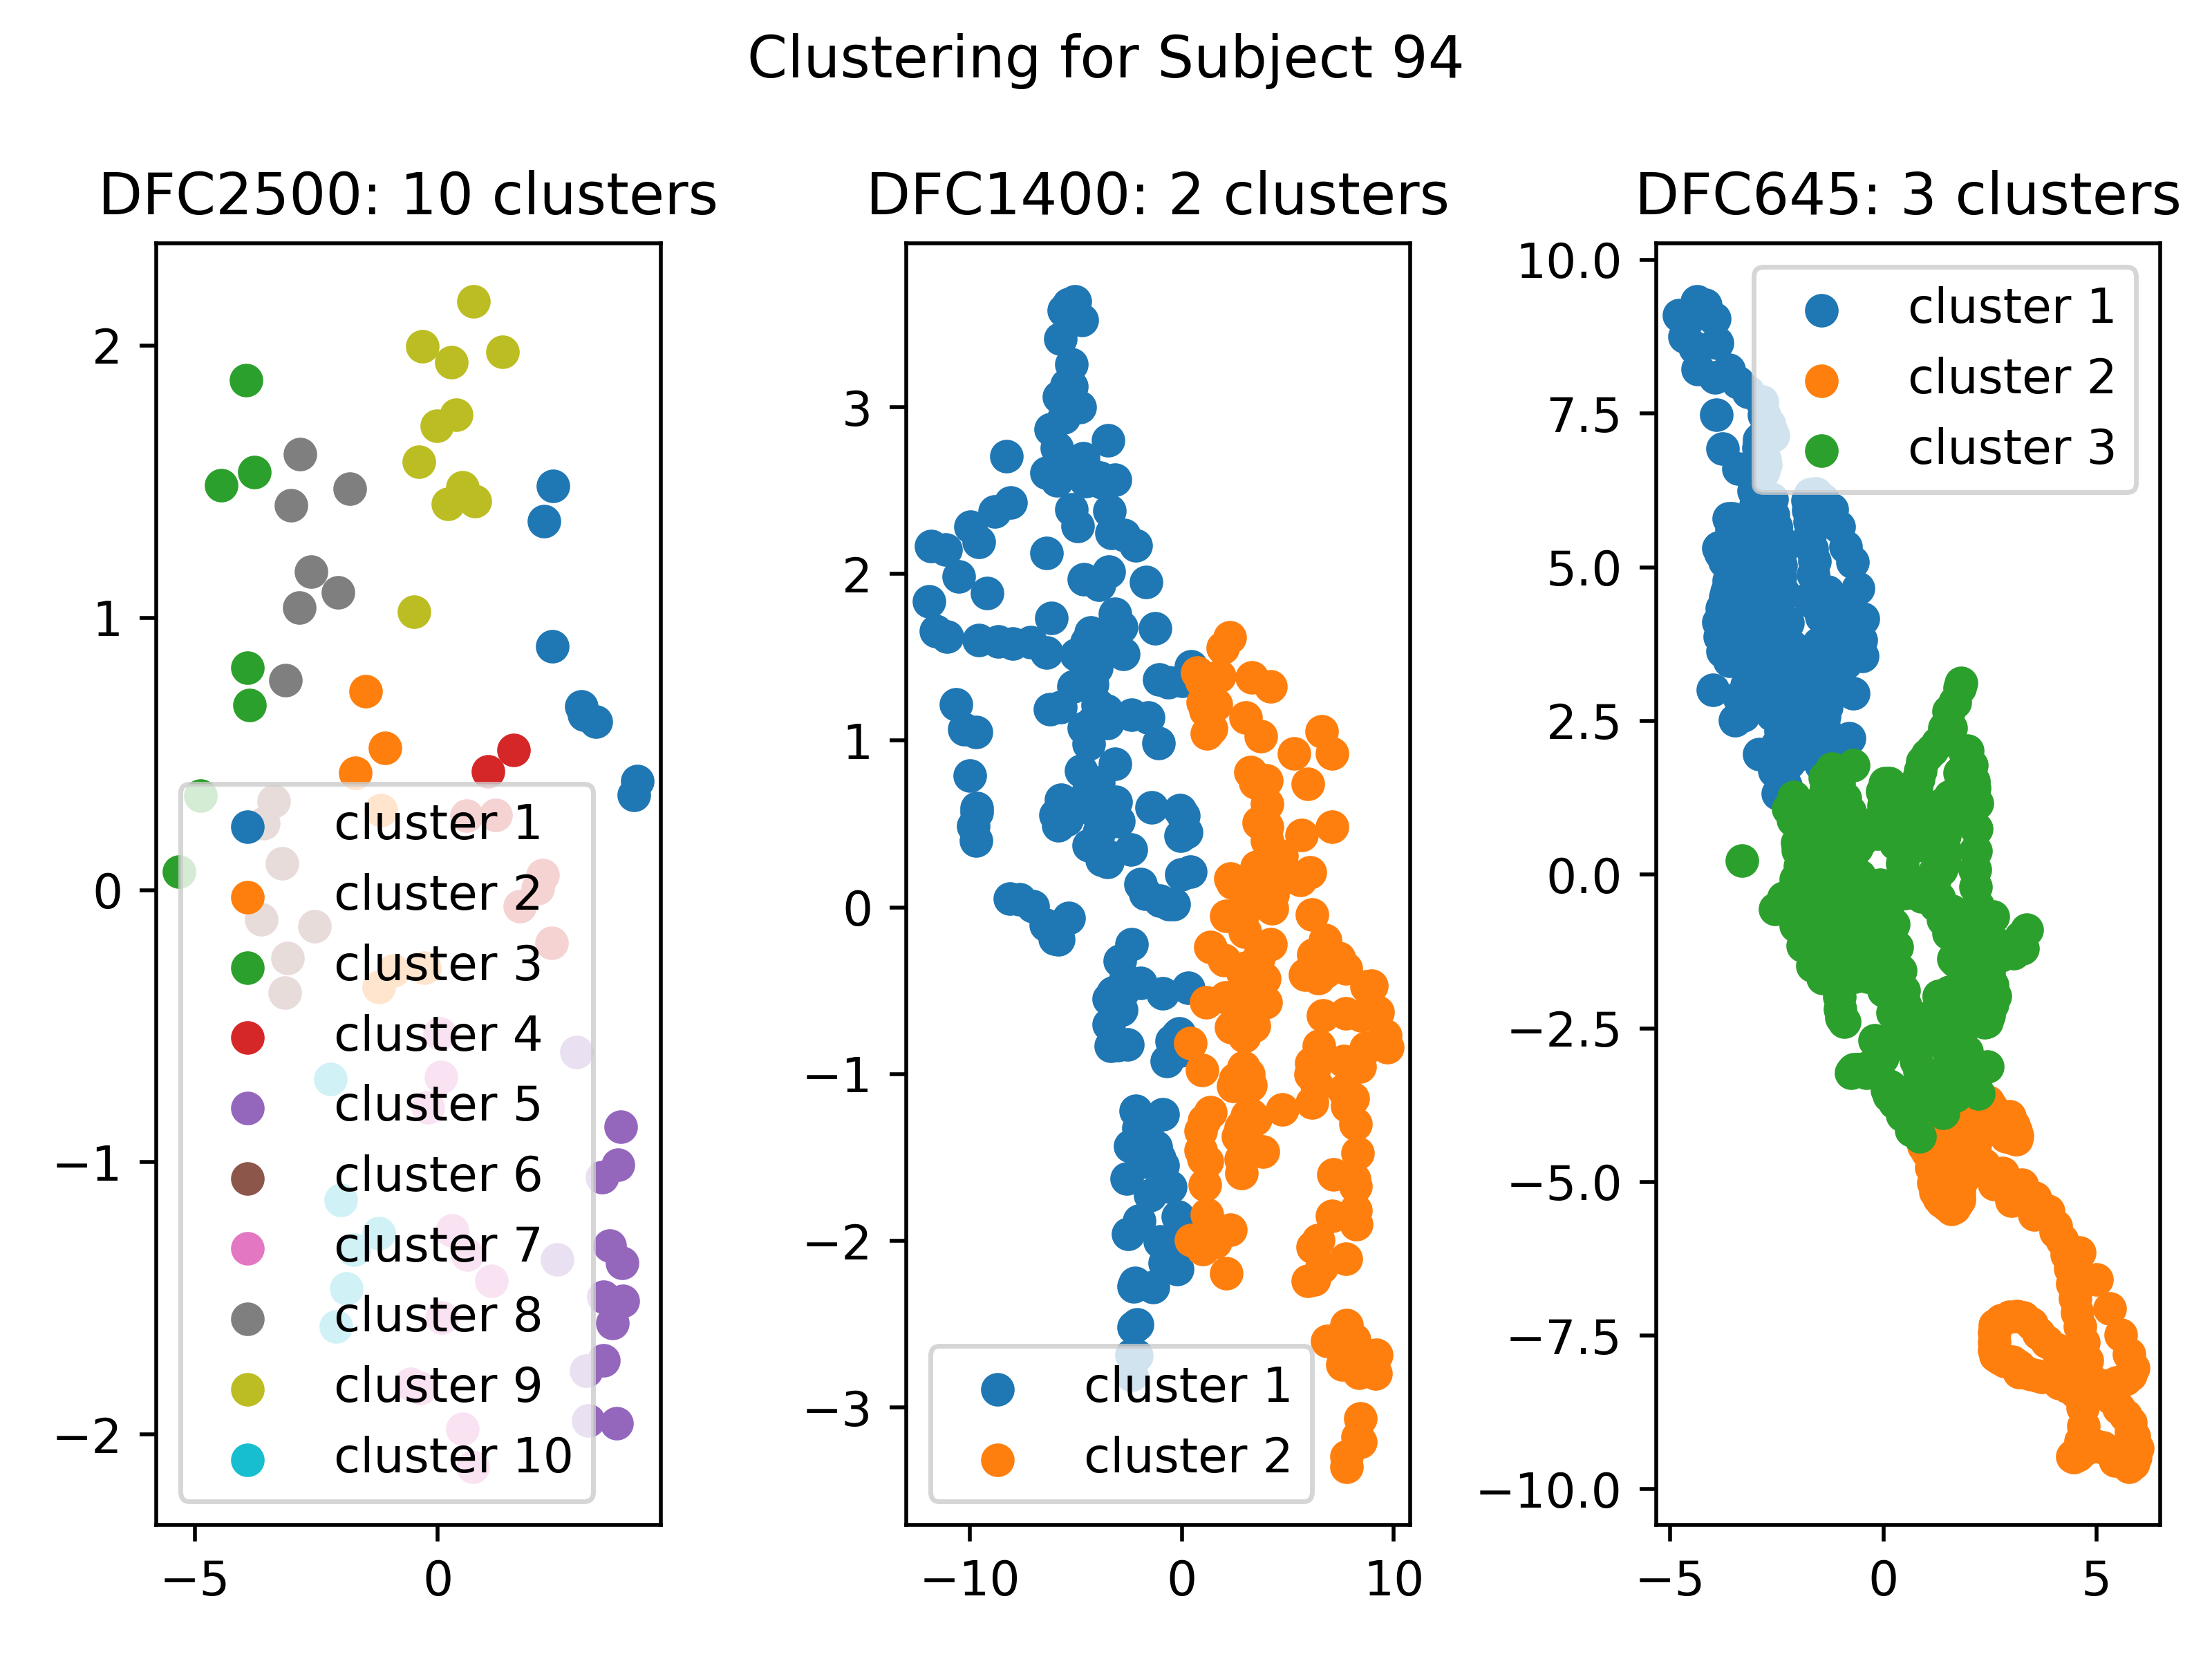 Clustering for Subject 94
DFC2500: 10 clusters
2
1
0
−1
−2
−5
0
cluster 1
cluster 2
cluster 3
cluster 4
cluster 5
cluster 6
cluster 7
cluster 8
cluster 9
cluster 10
DFC1400: 2 clusters
3
2
1
0
−1
−2
−3
−10
0
10
cluster 1
cluster 2
DFC645: 3 clusters
10.0
7.5
5.0
2.5
0.0
−2.5
−5.0
−7.5
−10.0
−5
0
5
cluster 1
cluster 2
cluster 3